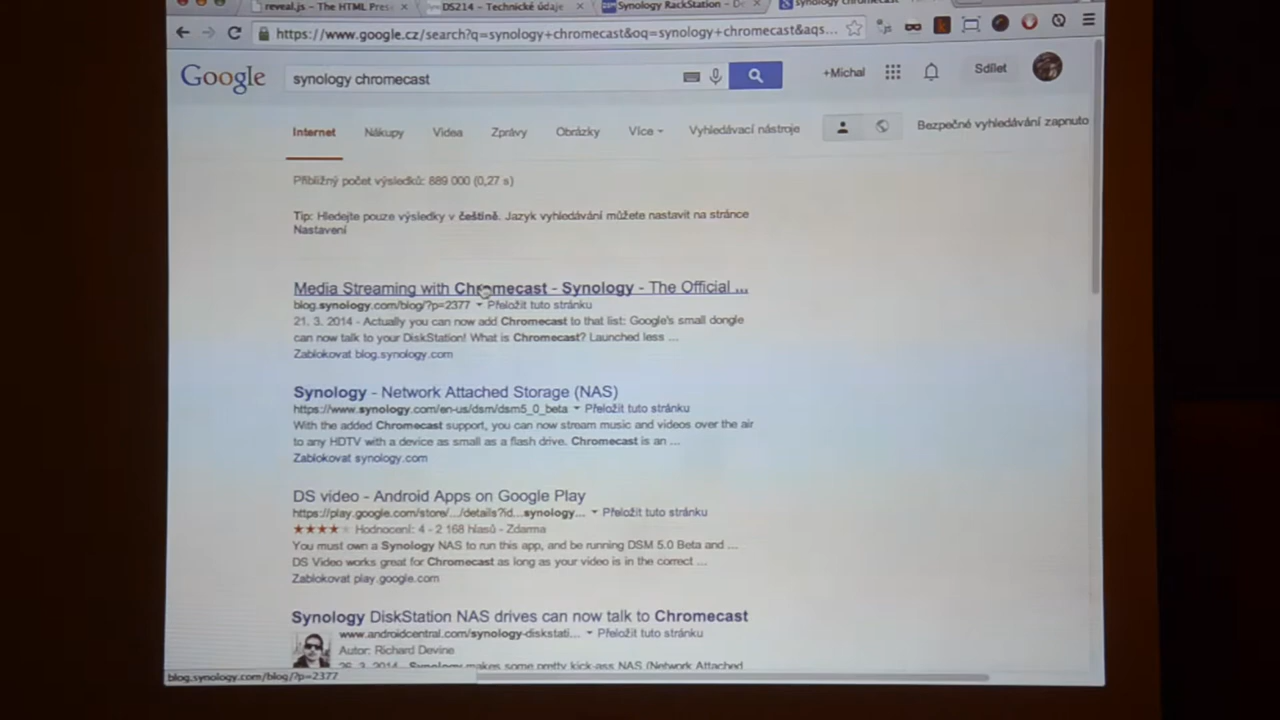 reveal.js – The HTML Pres
DS214 – Technické údaje
Synology RackStation – D
synology chromecast
https://www.google.cz/search?q=synology+chromecast&oq=synology+chromecast&aqs...
Google
synology chromecast
+Michal
Sdílet
Internet
Nákupy
Videa
Zprávy
Obrázky
Více
Vyhledávací nástroje
Bezpečné vyhledávání zapnuto
Přibližný počet výsledků: 889 000 (0,27 s)
Tip: Hledejte pouze výsledky v češtině. Jazyk vyhledávání můžete nastavit na stránce
Nastavení
Media Streaming with Chromecast - Synology - The Official ...
blog.synology.com/blog/?p=2377 Přeložit tuto stránku
21. 3. 2014 - Actually you can now add Chromecast to that list: Google's small dongle
can now talk to your DiskStation! What is Chromecast? Launched less ...
Zablokovat blog.synology.com
Synology - Network Attached Storage (NAS)
https://www.synology.com/en-us/dsm/dsm5_0_beta Přeložit tuto stránku
With the added Chromecast support, you can now stream music and videos over the air
to any HDTV with a device as small as a flash drive. Chromecast is an ...
Zablokovat synology.com
DS video - Android Apps on Google Play
https://play.google.com/store/.../details?id...synology... Přeložit tuto stránku
Hodnocení: 4 - 2 168 hlasů - Zdarma
You must own a Synology NAS to run this app, and be running DSM 5.0 Beta and ...
DS Video works great for Chromecast as long as your video is in the correct ...
Zablokovat play.google.com
Synology DiskStation NAS drives can now talk to Chromecast
www.androidcentral.com/synology-diskstati... Přeložit tuto stránku
Autor: Richard Devine
26. 3. 2014 - Synology makes some pretty kick-ass NAS (Network Attached
blog.synology.com/blog/?p=2377